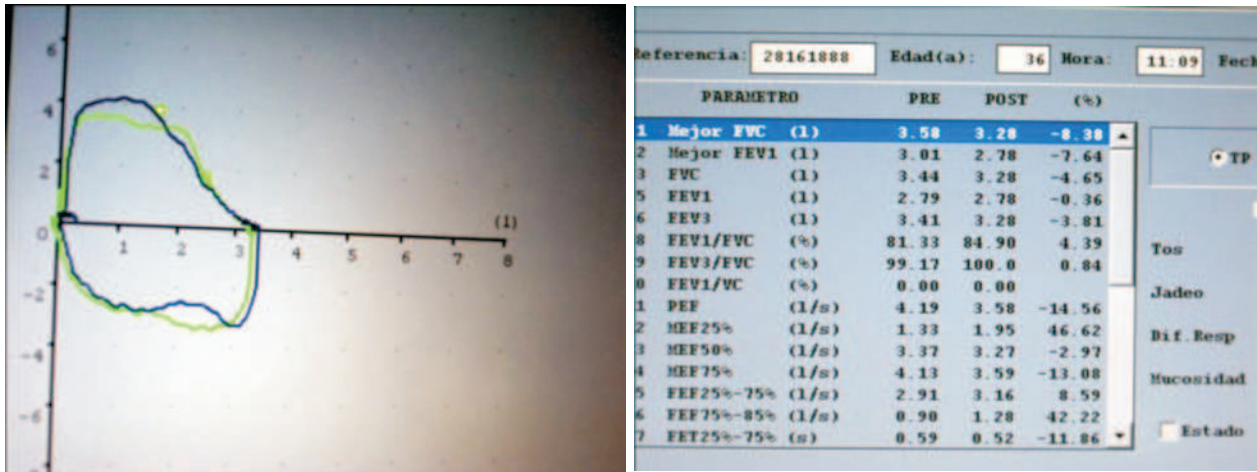 6
4
2
0
(1)
1 2 3 4 5 6 7 8
-2
-4
-6
Referencia: 28161888 Edad(a): 36 Hora: 11:09 Fech
PARAMETRO PRE POST (%)
1 Mejor FVC (l) 3.58 3.28 -8.38
2 Mejor FEV1 (l) 3.01 2.78 -7.64
3 FVC (l) 3.44 3.28 -4.65
5 FEV1 (l) 2.79 2.78 -0.36
6 FEV3 (l) 3.41 3.28 -3.81
8 FEV1/FVC (%) 81.33 84.90 4.39
9 FEV3/FVC (%) 99.17 100.0 0.84
0 FEV1/VC (%) 0.00 0.00
1 PEF (l/s) 4.19 3.58 -14.56
2 MEF25% (l/s) 1.33 1.95 46.62
3 MEF50% (l/s) 3.37 3.27 -2.97
4 MEF75% (l/s) 4.13 3.59 -13.08
5 FEF25%-75% (l/s) 2.91 3.16 8.59
6 FEF75%-85% (l/s) 0.90 1.28 42.22
7 FET25%-75% (s) 0.59 0.52 -11.86
TP
Tos
Jadeo
Dif.Resp
Mucosidad
Estado